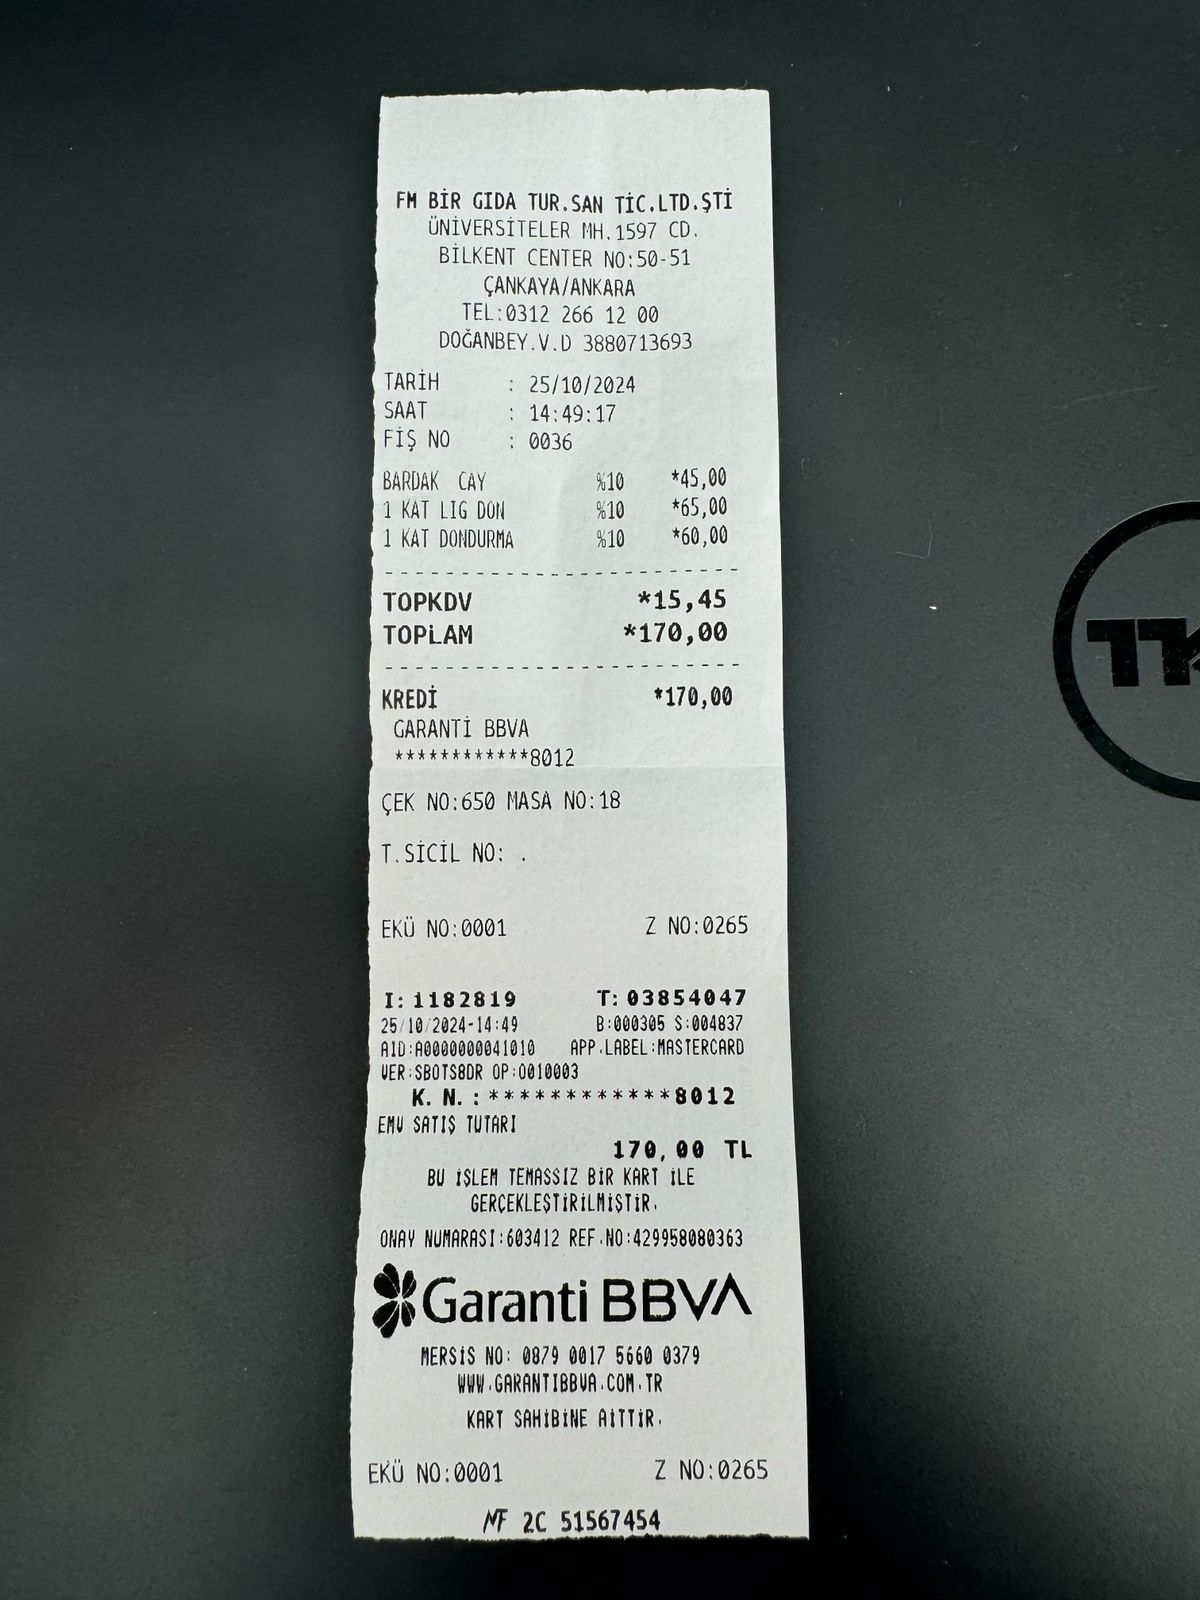 FM BİR GIDA TUR.SAN TİC.LTD.ŞTİ
ÜNİVERSİTELER MH.1597 CD.
BİLKENT CENTER NO:50-51
ÇANKAYA/ANKARA
TEL:0312 266 12 00
DOĞANBEY.V.D 3880713693
TARİH : 25/10/2024
SAAT : 14:49:17
FİŞ NO : 0036
BARDAK CAY %10 *45,00
1 KAT LIG DON %10 *65,00
1 KAT DONDURMA %10 *60,00
TOPKDV *15,45
TOPLAM *170,00
KREDİ *170,00
GARANTİ BBVA
************8012
ÇEK NO:650 MASA NO:18
T.SİCİL NO: .
EKÜ NO:0001 Z NO:0265
I: 1182819 T: 03854047
25/10/2024-14:49 B:000305 S:004837
AID:A0000000041010 APP.LABEL:MASTERCARD
VER:SBOTS8DR OP:0010003
K. N. : ************8012
EMV SATIŞ TUTARI
170,00 TL
BU İŞLEM TEMASSIZ BİR KART İLE
GERÇEKLEŞTİRİLMİŞTİR.
ONAY NUMARASI:603412 REF.NO:429958080363
Garanti BBVA
MERSİS NO: 0879 0017 5660 0379
WWW.GARANTIBBVA.COM.TR
KART SAHİBİNE AİTTİR.
EKÜ NO:0001 Z NO:0265
MF 2C 51567454